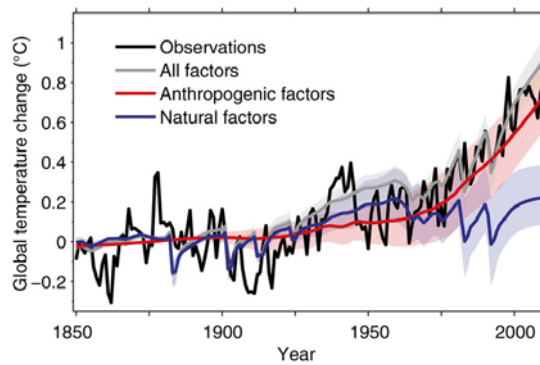 1
0.8
0.6
0.4
0.2
0
−0.2
Global temperature change (°C)
Observations
All factors
Anthropogenic factors
Natural factors
1850 1900 1950 2000
Year